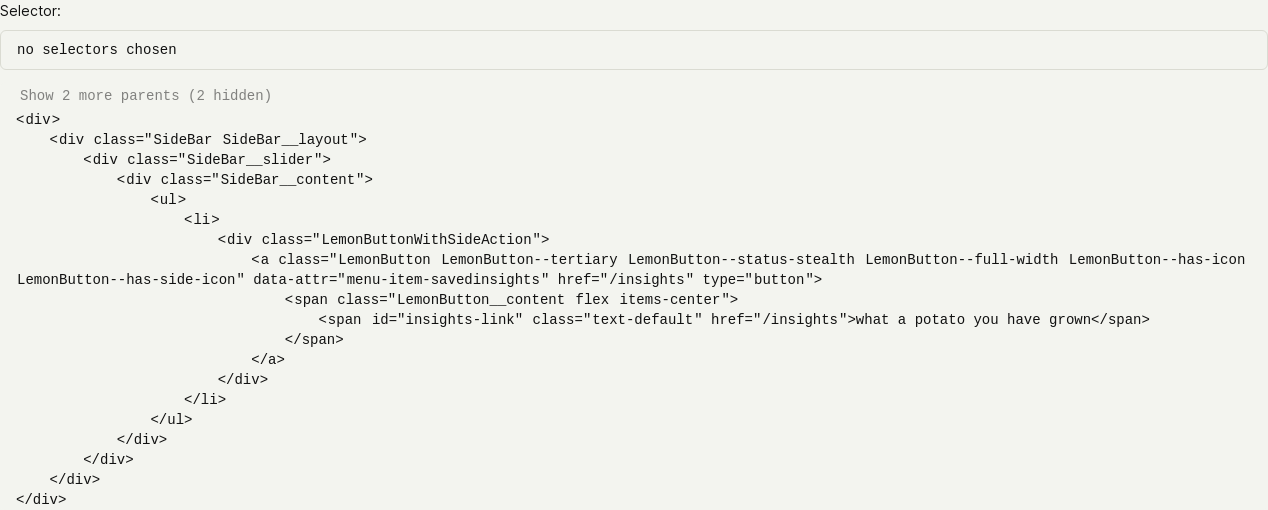 Selector:
no selectors chosen
Show 2 more parents (2 hidden)
<div>
<div class="SideBar SideBar__layout">
<div class="SideBar__slider">
<div class="SideBar__content">
<ul>
<li>
<div class="LemonButtonWithSideAction">
<a class="LemonButton LemonButton--tertiary LemonButton--status-stealth LemonButton--full-width LemonButton--has-icon
LemonButton--has-side-icon" data-attr="menu-item-savedinsights" href="/insights" type="button">
<span class="LemonButton__content flex items-center">
<span id="insights-link" class="text-default" href="/insights">what a potato you have grown</span>
</span>
</a>
</div>
</li>
</ul>
</div>
</div>
</div>
</div>